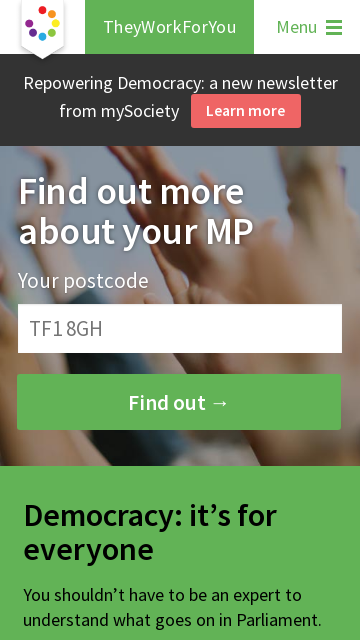 TheyWorkForYou
Menu
Repowering Democracy: a new newsletter
from mySociety Learn more
Find out more
about your MP
Your postcode
TF1 8GH
Find out →
Democracy: it’s for
everyone
You shouldn’t have to be an expert to
understand what goes on in Parliament.